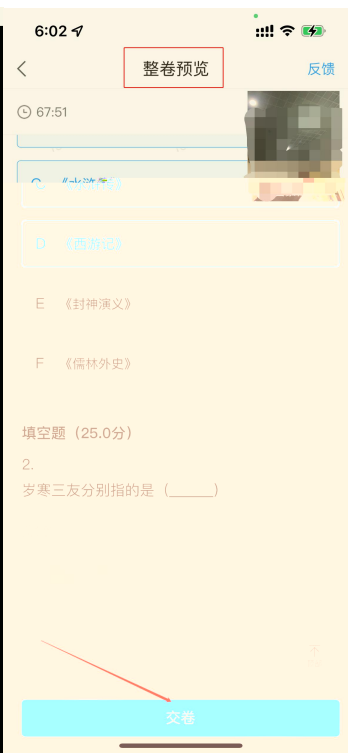 6:02
整卷预览
反馈
67:51
C 《水浒传》
D 《西游记》
E 《封神演义》
F 《儒林外史》
填空题（25.0分）
2.
岁寒三友分别指的是（______）
交卷